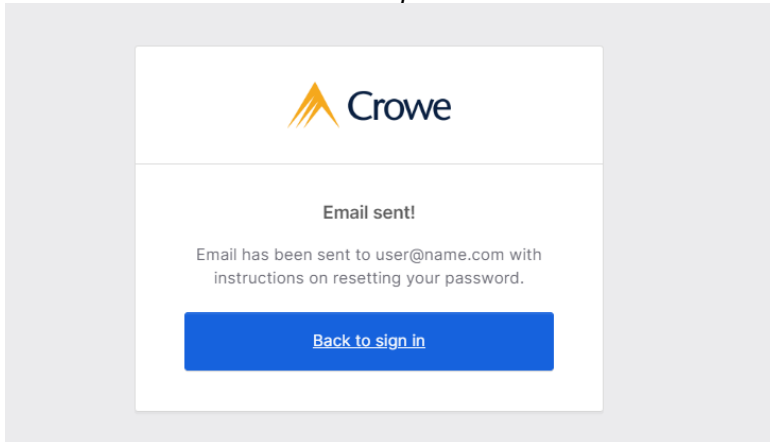 Crowe
Email sent!
Email has been sent to user@name.com with
instructions on resetting your password.
Back to sign in